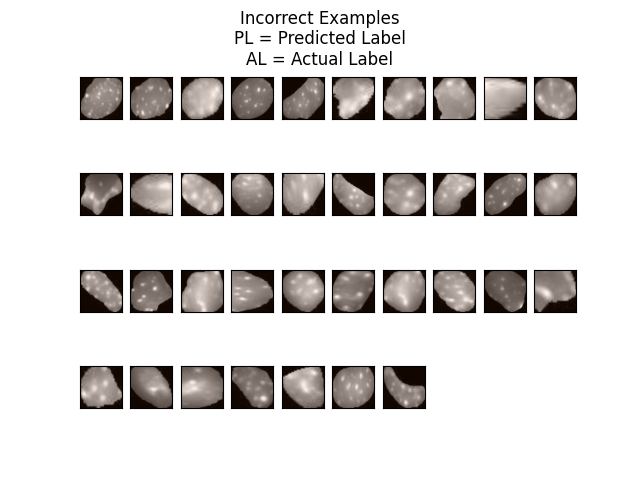 Incorrect Examples
PL = Predicted Label
AL = Actual Label